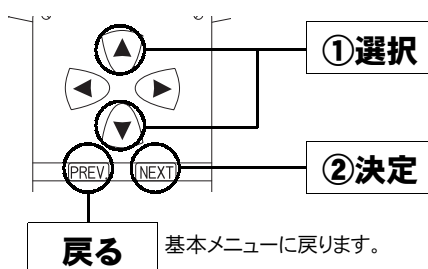 ①選択
PREV.
NEXT
②決定
戻る
基本メニューに戻ります。